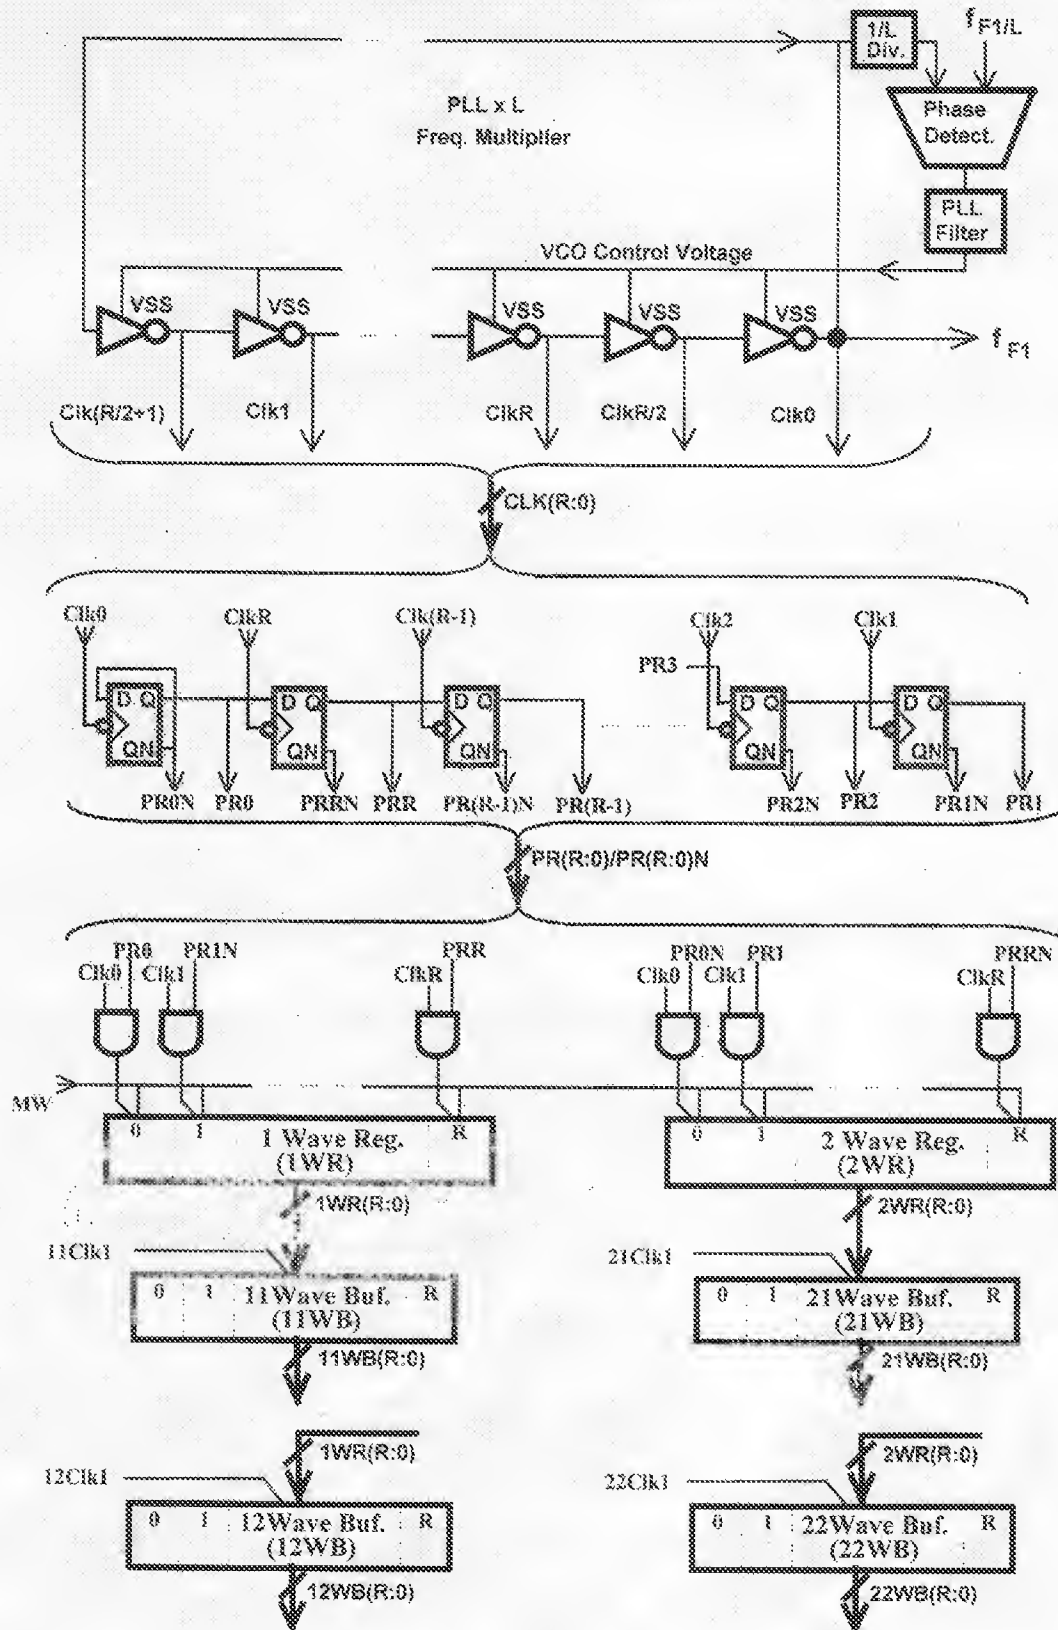 1/L
Div.
f F1/L
PLL x L
Freq. Multiplier
Phase
Detect.
PLL
Filter
VCO Control Voltage
VSS VSS VSS VSS VSS
f F1
Clk(R/2+1) Clk1 ClkR ClkR/2 Clk0
CLK(R:0)
Clk0 ClkR Clk(R-1) Clk2 Clk1
PR3
D Q D Q D Q D Q D Q
QN QN QN QN QN
PR0N PR0 PRRN PRR PR(R-1)N PR(R-1) PR2N PR2 PR1N PR1
PR(R:0)/PR(R:0)N
PR0 PR1N PRR PR0N PR1 PRRN
Clk0 Clk1 ClkR Clk0 Clk1 ClkR
MW
0 1 1 Wave Reg. R 0 1 2 Wave Reg. R
(1WR) (2WR)
1WR(R:0) 2WR(R:0)
11Clk1 21Clk1
0 1 11Wave Buf. R 0 1 21Wave Buf. R
(11WB) (21WB)
11WB(R:0) 21WB(R:0)
1WR(R:0) 2WR(R:0)
12Clk1 22Clk1
0 1 12Wave Buf. R 0 1 22Wave Buf. R
(12WB) (22WB)
12WB(R:0) 22WB(R:0)